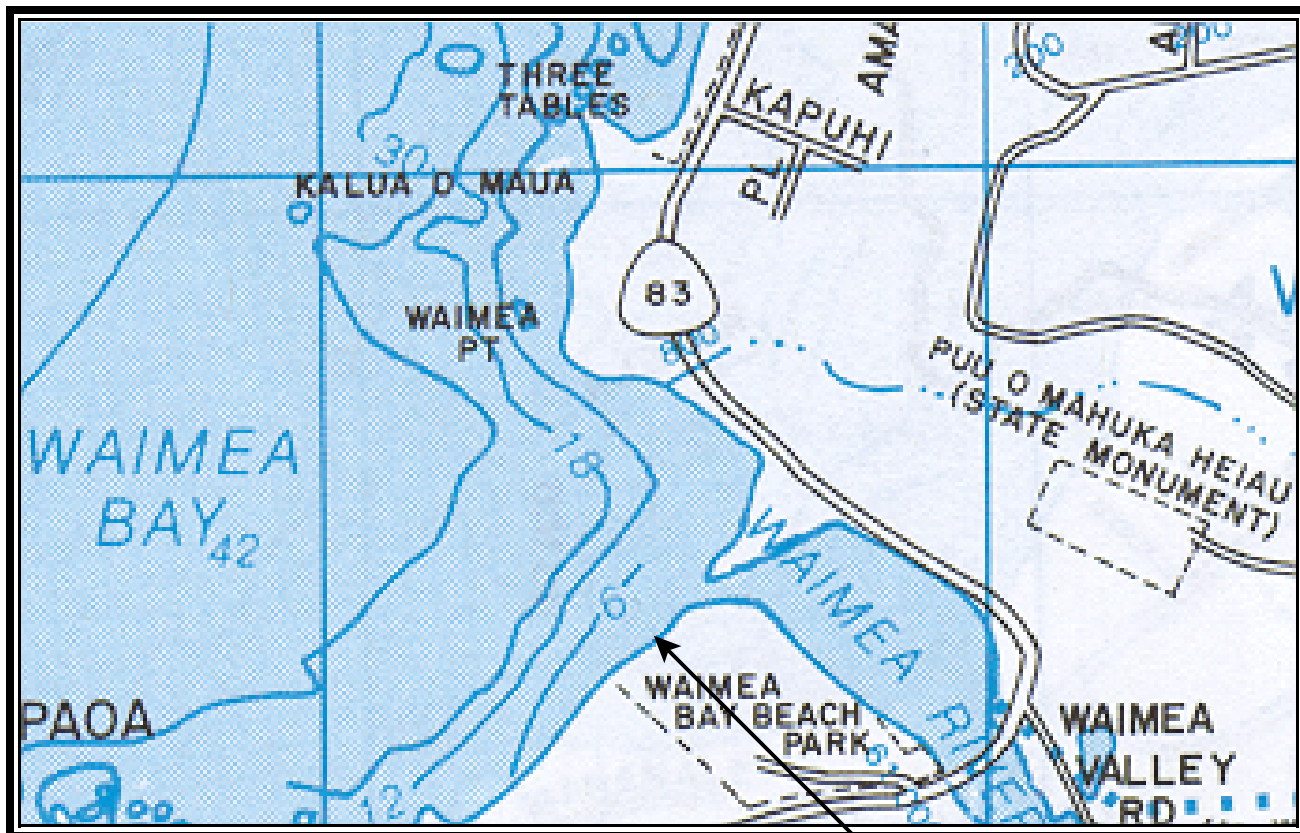 THREE
TABLES
AMA
A
KAPUHI
PL
30
KALUA O MAUA
83
WAIMEA
PT
800
PUU O MAHUKA HEIAU
(STATE MONUMENT)
WAIMEA
BAY
42
18
6
WAIMEA RIVER
WAIMEA
BAY BEACH
PARK
PAOA
12
WAIMEA
VALLEY
RD